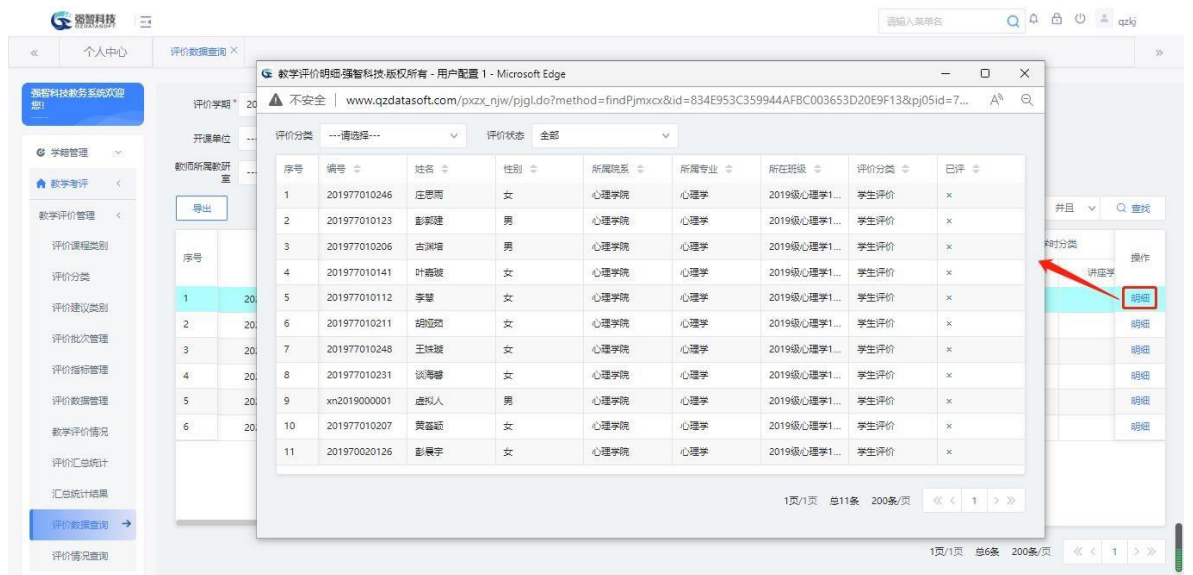 强智科技
QZDATASOFT
请输入菜单名
qzkj
个人中心
评价数据查询
强智科技教务系统欢迎
您!
学籍管理
教学考评
教学评价管理
评价课程类别
评价分类
评价建议类别
评价批次管理
评价指标管理
评价数据管理
教学评价情况
评价汇总统计
汇总统计结果
评价数据查询
评价情况查询
评价学期* 20
开课单位 ---
教师所属教研
室
导出
并且
查找
序号
学时分类
讲座学
操作
1 20 明细
2 20 明细
3 20 明细
4 20 明细
5 20 明细
6 20 明细
教学评价明细-强智科技.版权所有 - 用户配置 1 - Microsoft Edge
不安全 | www.qzdatasoft.com/pxzx_njw/pjgl.do?method=findPjmxcx&id=834E953C359944AFBC003653D20E9F13&pj05id=7...
评价分类 ---请选择--- 评价状态 全部
序号 编号 姓名 性别 所属院系 所属专业 所在班级 评价分类 已评
1 201977010246 庄思雨 女 心理学院 心理学 2019级心理学1... 学生评价 ×
2 201977010123 彭郭建 男 心理学院 心理学 2019级心理学1... 学生评价 ×
3 201977010206 古渊培 男 心理学院 心理学 2019级心理学1... 学生评价 ×
4 201977010141 叶嘉璇 女 心理学院 心理学 2019级心理学1... 学生评价 ×
5 201977010112 李慧 女 心理学院 心理学 2019级心理学1... 学生评价 ×
6 201977010211 女 心理学院 心理学 2019级心理学1... 学生评价 ×
7 201977010248 女 心理学院 心理学 2019级心理学1... 学生评价 ×
8 201977010231 谈海馨 女 心理学院 心理学 2019级心理学1... 学生评价 ×
9 xn2019000001 虚拟人 男 心理学院 心理学 2019级心理学1... 学生评价 ×
10 201977010207 女 心理学院 心理学 2019级心理学1... 学生评价 ×
11 201970020126 彭晨宇 女 心理学院 心理学 2019级心理学1... 学生评价 ×
1页/1页 总11条 200条/页 1
1页/1页 总6条 200条/页 1